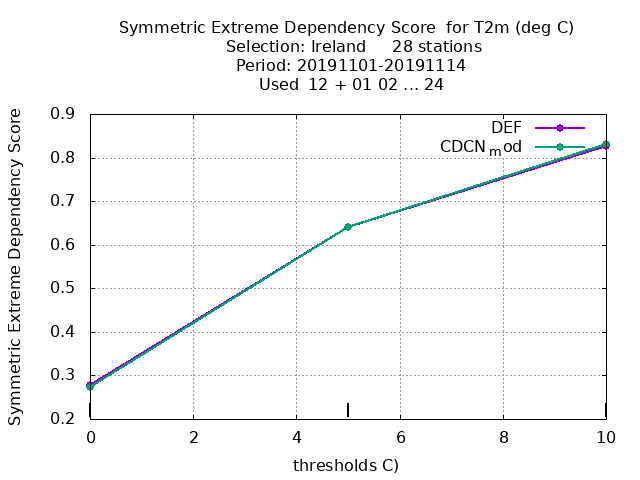 Symmetric Extreme Dependency Score for T2m (deg C)
Selection: Ireland 28 stations
Period: 20191101-20191114
Used 12 + 01 02 ... 24
Symmetric Extreme Dependency Score
0.9
0.8
0.7
0.6
0.5
0.4
0.3
0.2
DEF
CDCN m od
0 2 4 6 8 10
thresholds C)